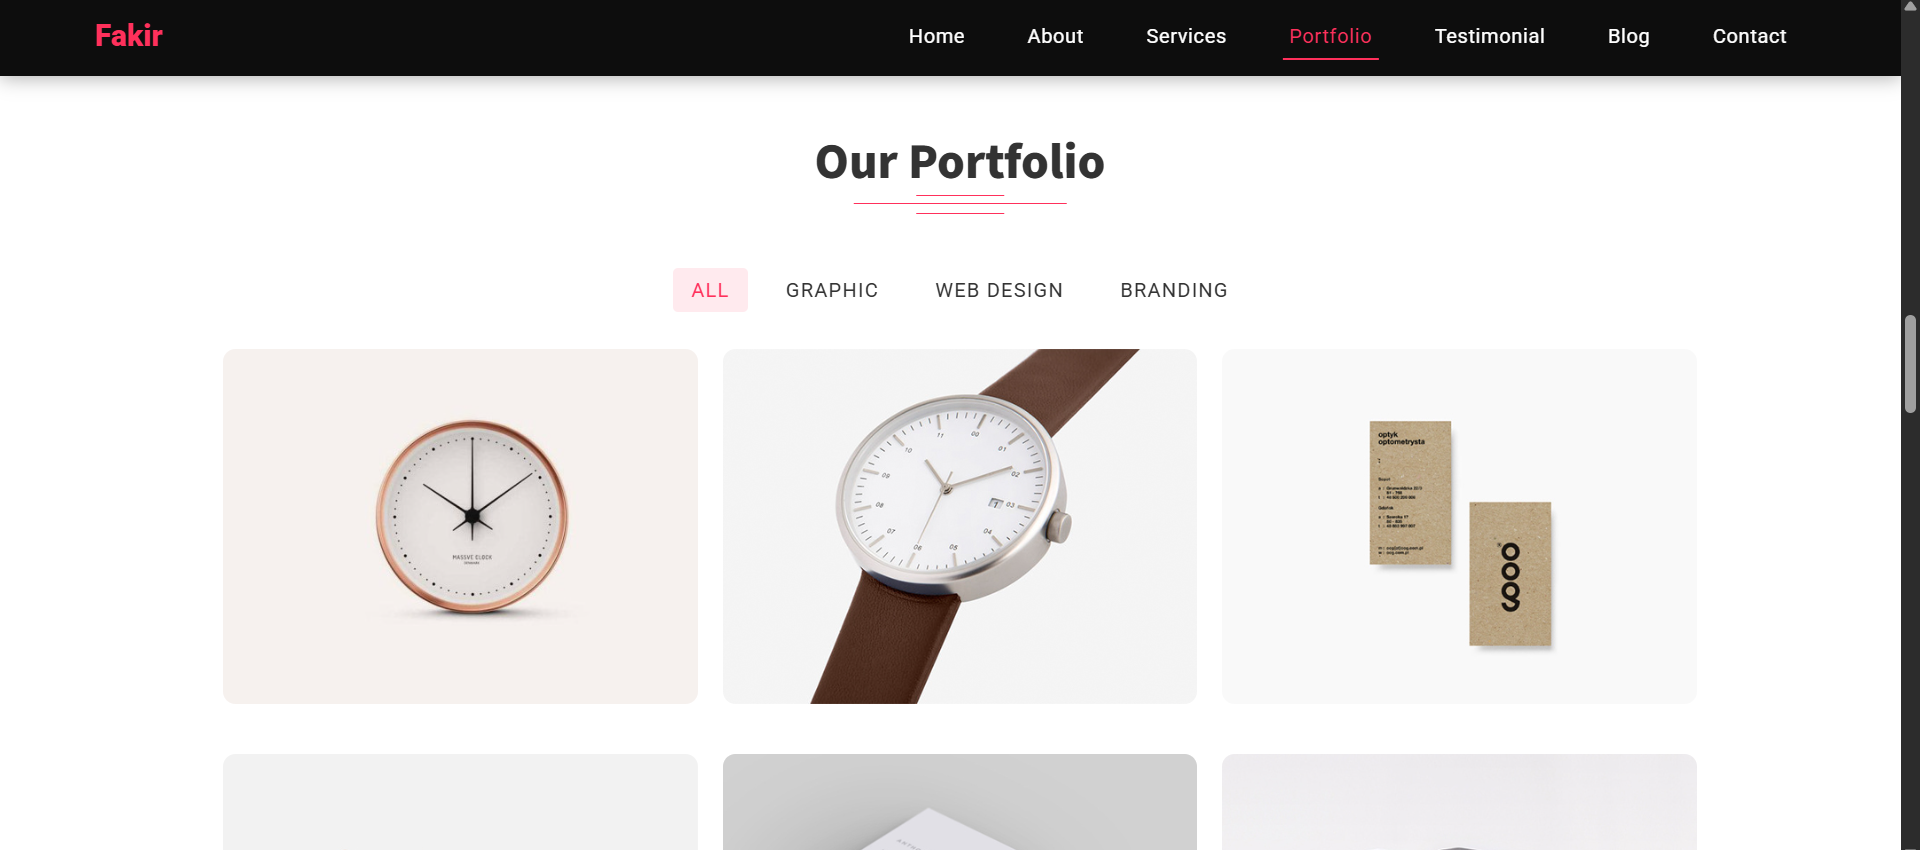 Fakir
Home About Services Portfolio Testimonial Blog Contact
Our Portfolio
ALL GRAPHIC WEB DESIGN BRANDING
MASSVE CLOCK
00
01
02
03
04
05
06
07
08
09
10
11
optyk
optometrysta